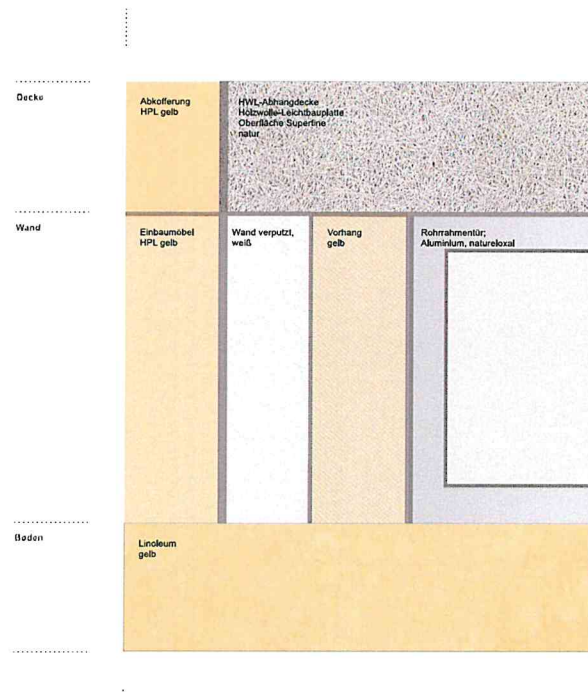 Decke
Abkofferung
HPL gelb
HWL-Abhangdecke
Holzwolle-Leichtbauplatte
Oberfläche Superfine
natur
Wand
Einbaumöbel
HPL gelb
Wand verputzt,
weiß
Vorhang
gelb
Rohrrahmentür;
Aluminium, natureloxal
Boden
Linoleum
gelb